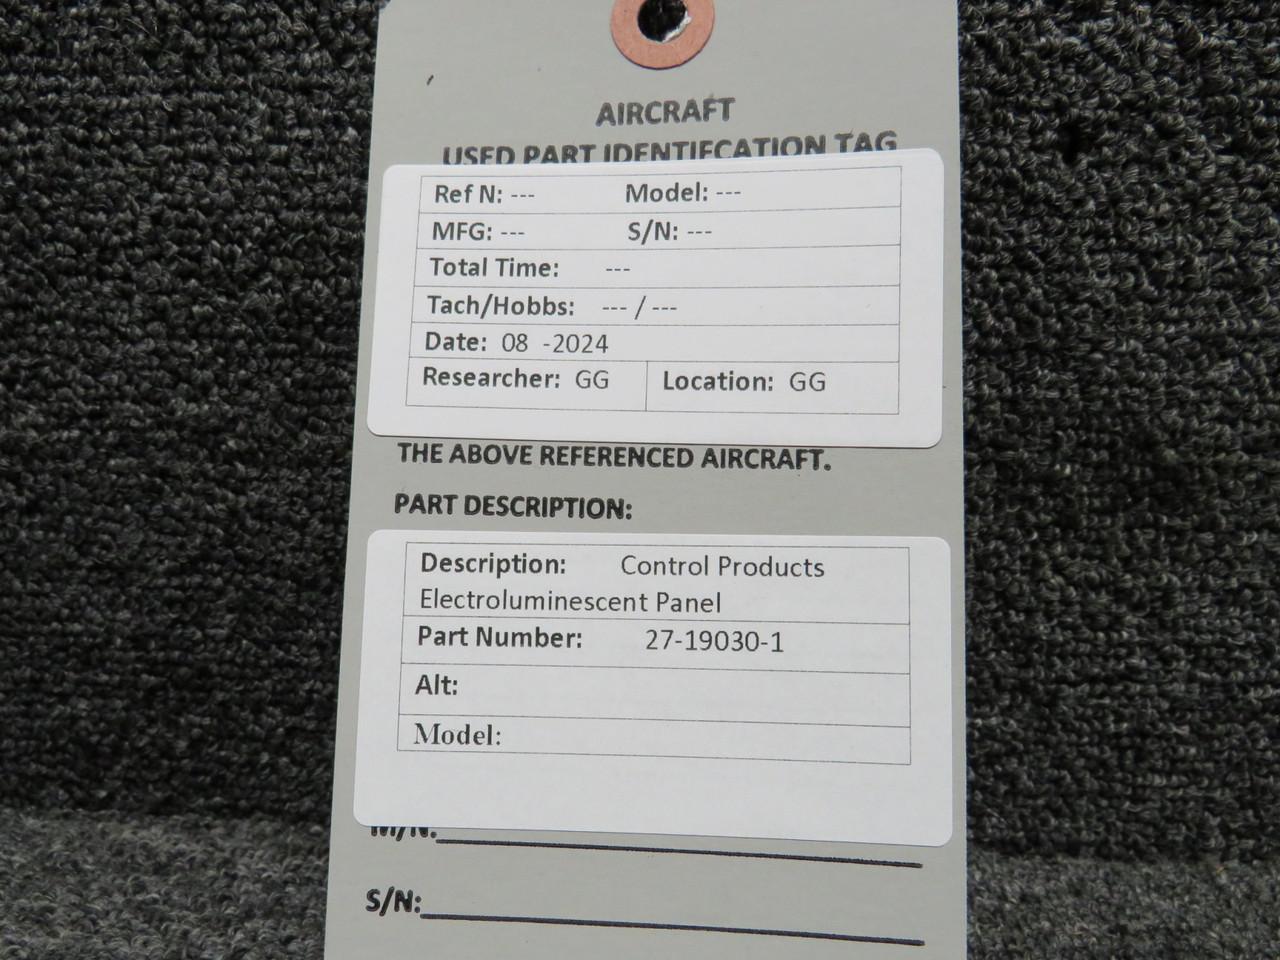 AIRCRAFT
USED PART IDENTIFCATION TAG
Ref N: --- Model: ---
MFG: --- S/N: ---
Total Time: ---
Tach/Hobbs: --- / ---
Date: 08 -2024
Researcher: GG Location: GG
THE ABOVE REFERENCED AIRCRAFT.
PART DESCRIPTION:
Description: Control Products
Electroluminescent Panel
Part Number: 27-19030-1
Alt:
Model:
M/N:
S/N: